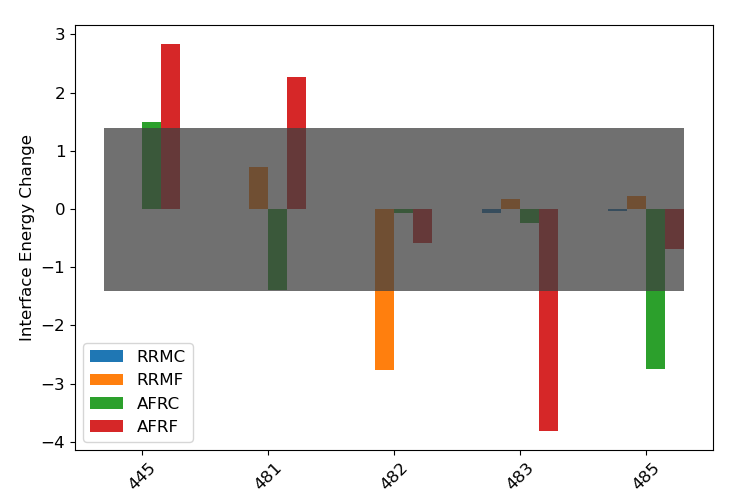 Interface Energy Change
3
2
1
0
−1
−2
−3
−4
RRMC
RRMF
AFRC
AFRF
445
481
482
483
485